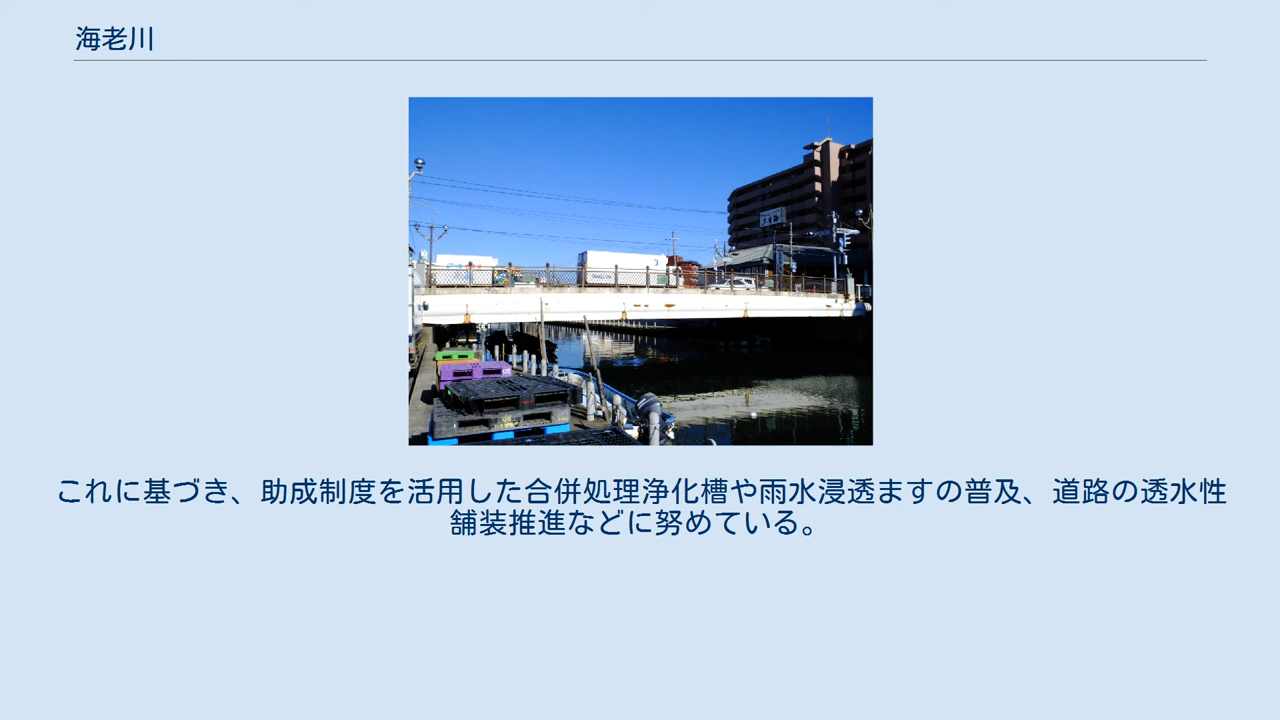 海老川
これに基づき、助成制度を活用した合併処理浄化槽や雨水浸透ますの普及、道路の透水性
舗装推進などに努めている。